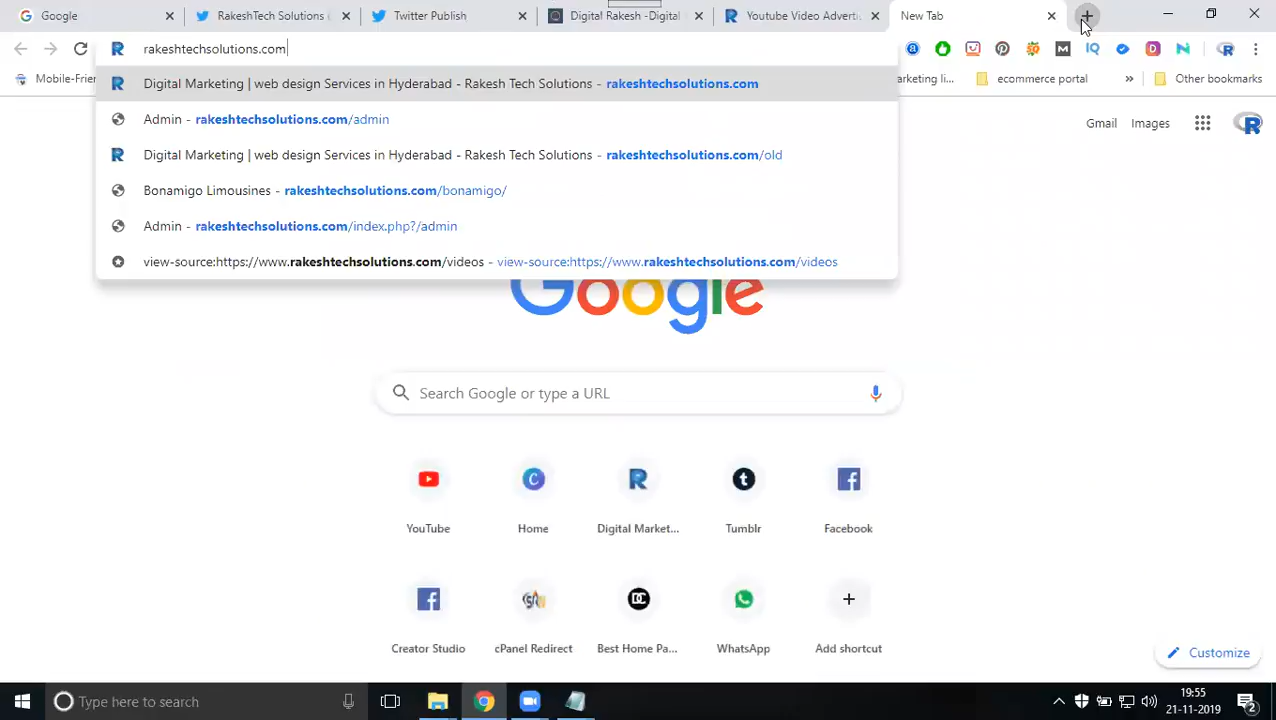 Google
RakeshTech Solutions (
Twitter Publish
Digital Rakesh -Digital
Youtube Video Adverti
New Tab
rakeshtechsolutions.com
Mobile-Frien
arketing li...
ecommerce portal
»
Other bookmarks
Digital Marketing | web design Services in Hyderabad - Rakesh Tech Solutions - rakeshtechsolutions.com
Admin - rakeshtechsolutions.com/admin
Digital Marketing | web design Services in Hyderabad - Rakesh Tech Solutions - rakeshtechsolutions.com/old
Bonamigo Limousines - rakeshtechsolutions.com/bonamigo/
Admin - rakeshtechsolutions.com/index.php?/admin
view-source:https://www.rakeshtechsolutions.com/videos - view-source:https://www.rakeshtechsolutions.com/videos
Gmail Images
Google
Search Google or type a URL
YouTube
Home
Digital Market...
Tumblr
Facebook
Creator Studio
cPanel Redirect
Best Home Pa...
WhatsApp
Add shortcut
Customize
Type here to search
19:55
21-11-2019
2